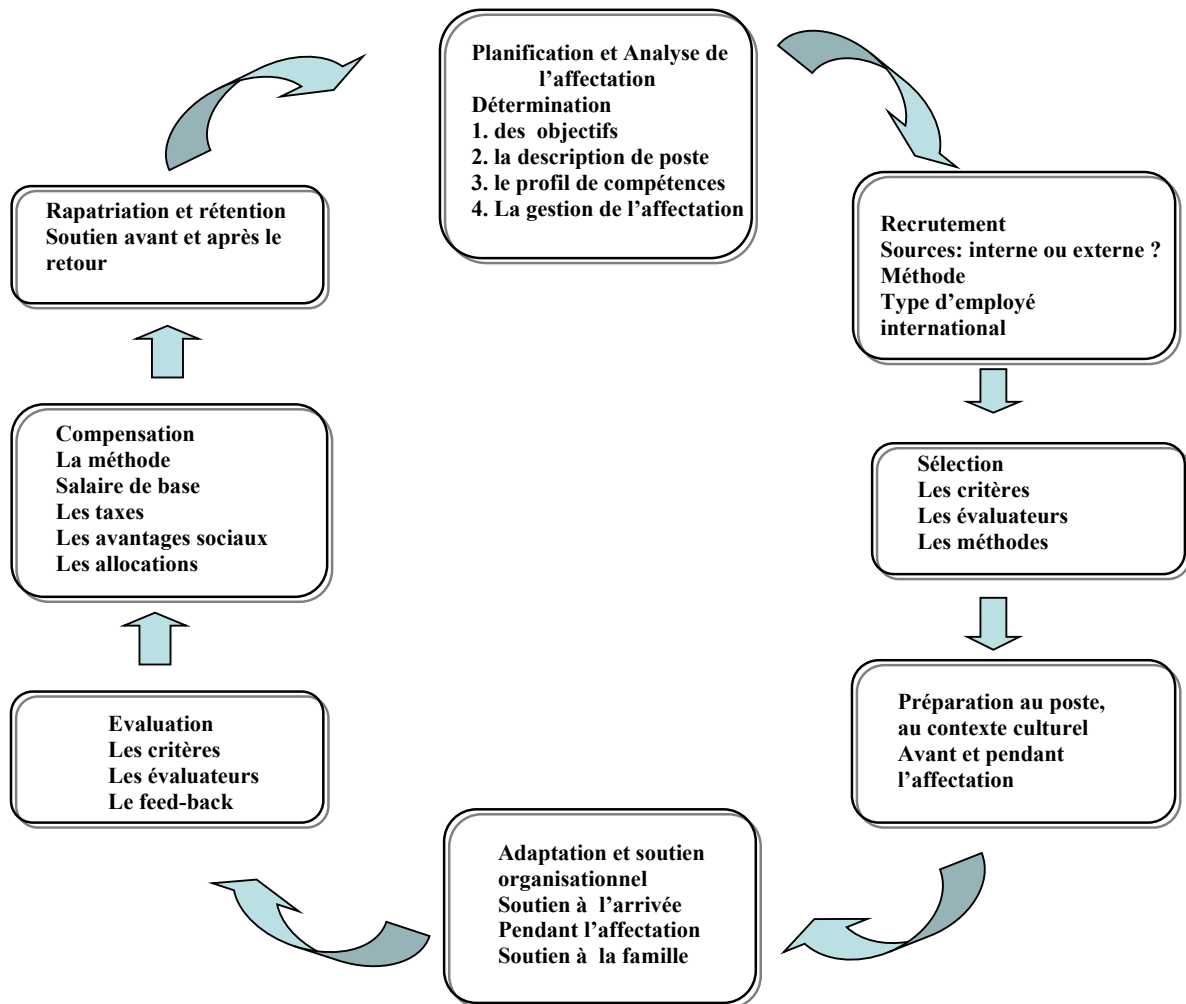 Planification et Analyse de
l'affectation
Détermination
1. des objectifs
2. la description de poste
3. le profil de compétences
4. La gestion de l'affectation
Recrutement
Sources: interne ou externe ?
Méthode
Type d'employé
international
Sélection
Les critères
Les évaluateurs
Les méthodes
Préparation au poste,
au contexte culturel
Avant et pendant
l'affectation
Adaptation et soutien
organisationnel
Soutien à l'arrivée
Pendant l'affectation
Soutien à la famille
Evaluation
Les critères
Les évaluateurs
Le feed-back
Compensation
La méthode
Salaire de base
Les taxes
Les avantages sociaux
Les allocations
Rapatriation et rétention
Soutien avant et après le
retour